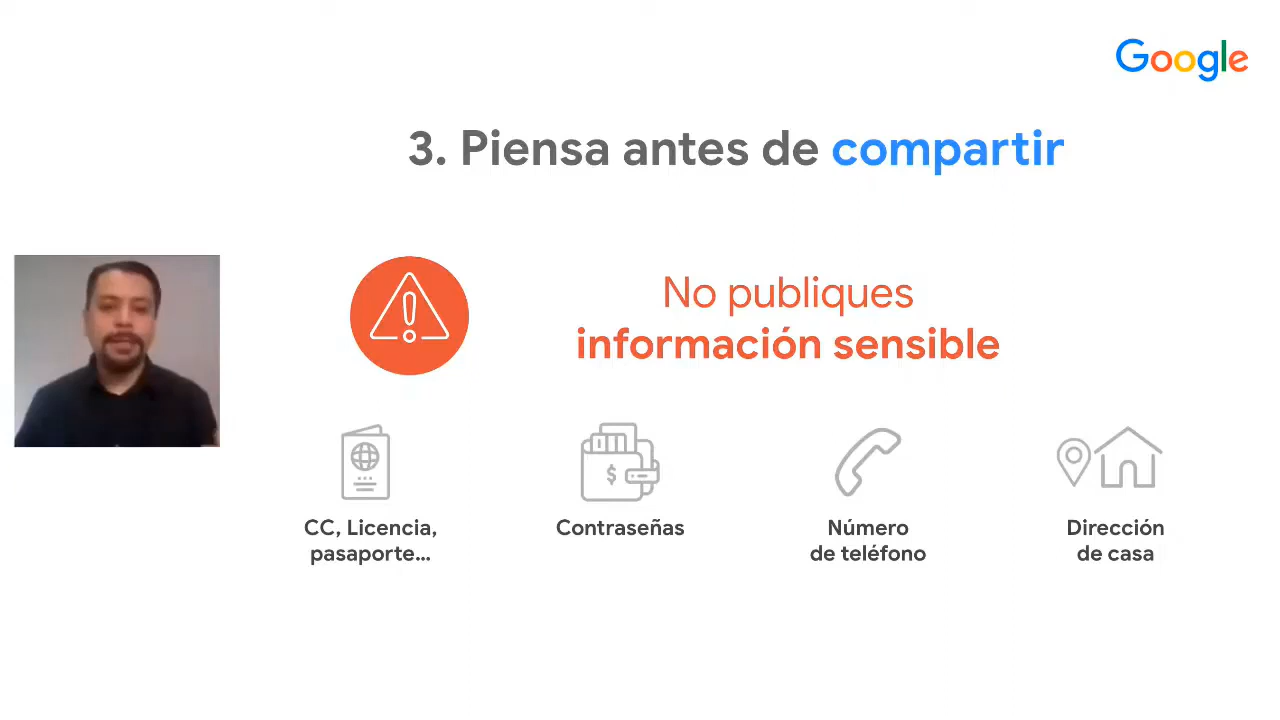 Google
3. Piensa antes de compartir
No publiques
información sensible
CC, Licencia,
pasaporte...
Contraseñas
Número
de teléfono
Dirección
de casa